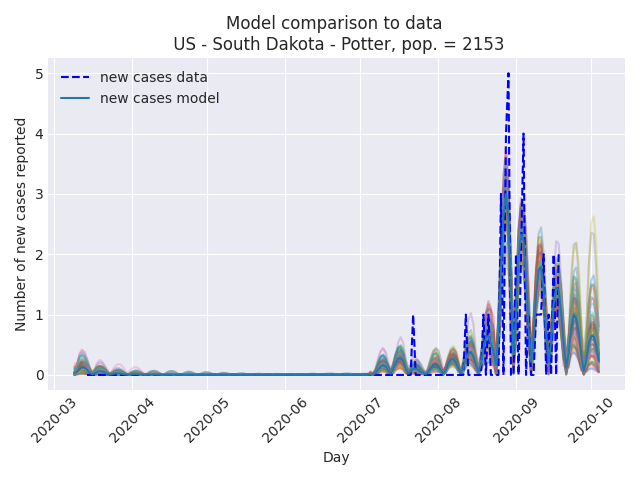 Model comparison to data
US - South Dakota - Potter, pop. = 2153
new cases data
new cases model
Number of new cases reported
5
4
3
2
1
0
2020-03
2020-04
2020-05
2020-06
2020-07
2020-08
2020-09
2020-10
Day